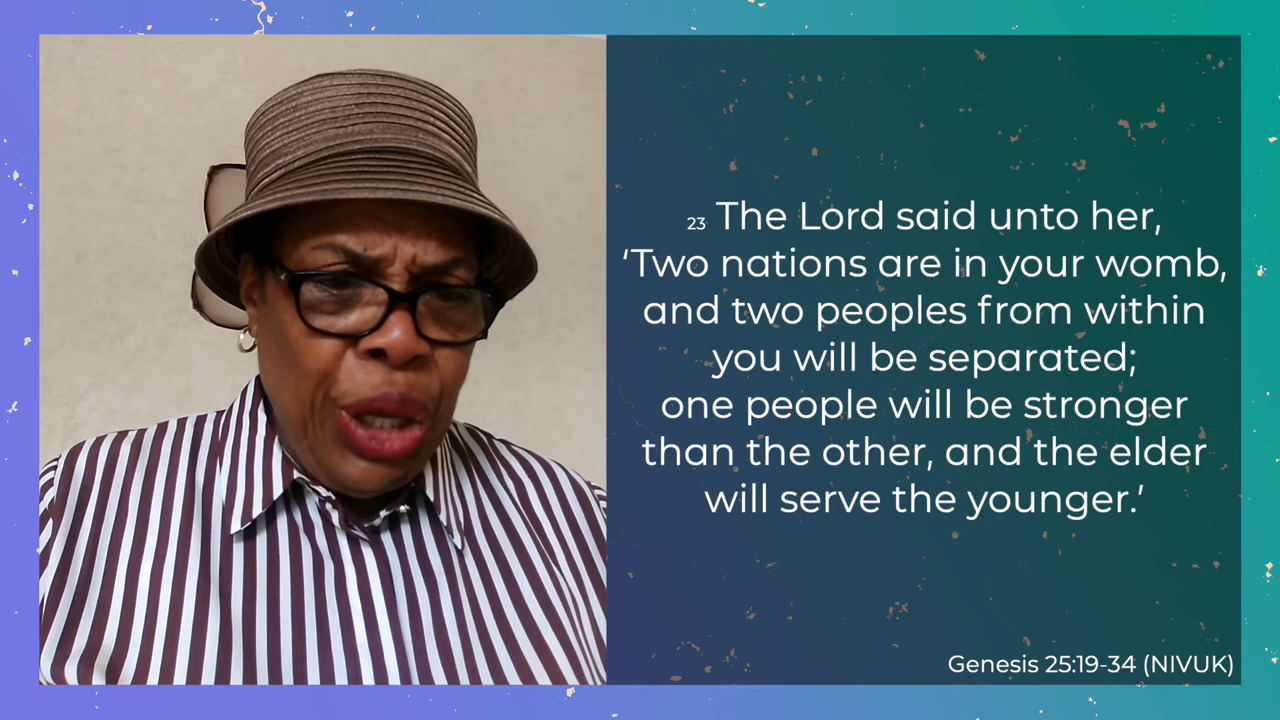 23 The Lord said unto her,
‘Two nations are in your womb,
and two peoples from within
you will be separated;
one people will be stronger
than the other, and the elder
will serve the younger.’
Genesis 25:19-34 (NIVUK)